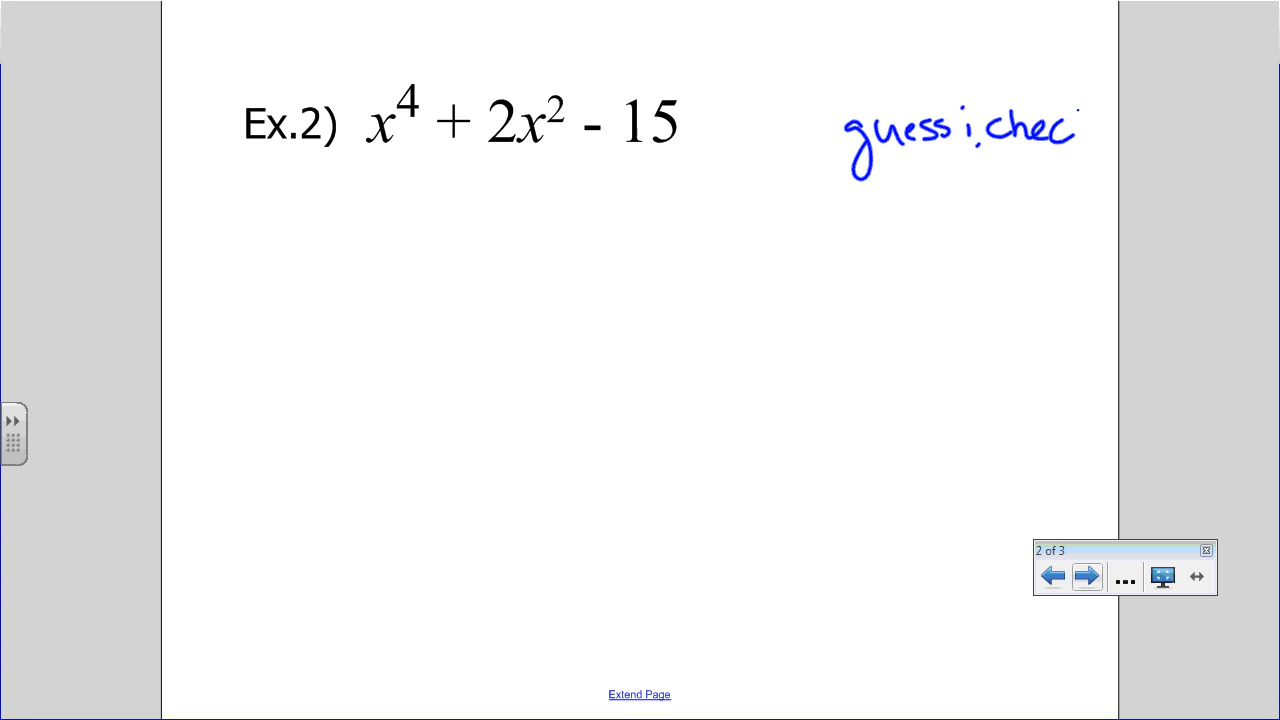 Ex.2) x⁴ + 2x² - 15 guess ; chec
2 of 3
...
Extend Page